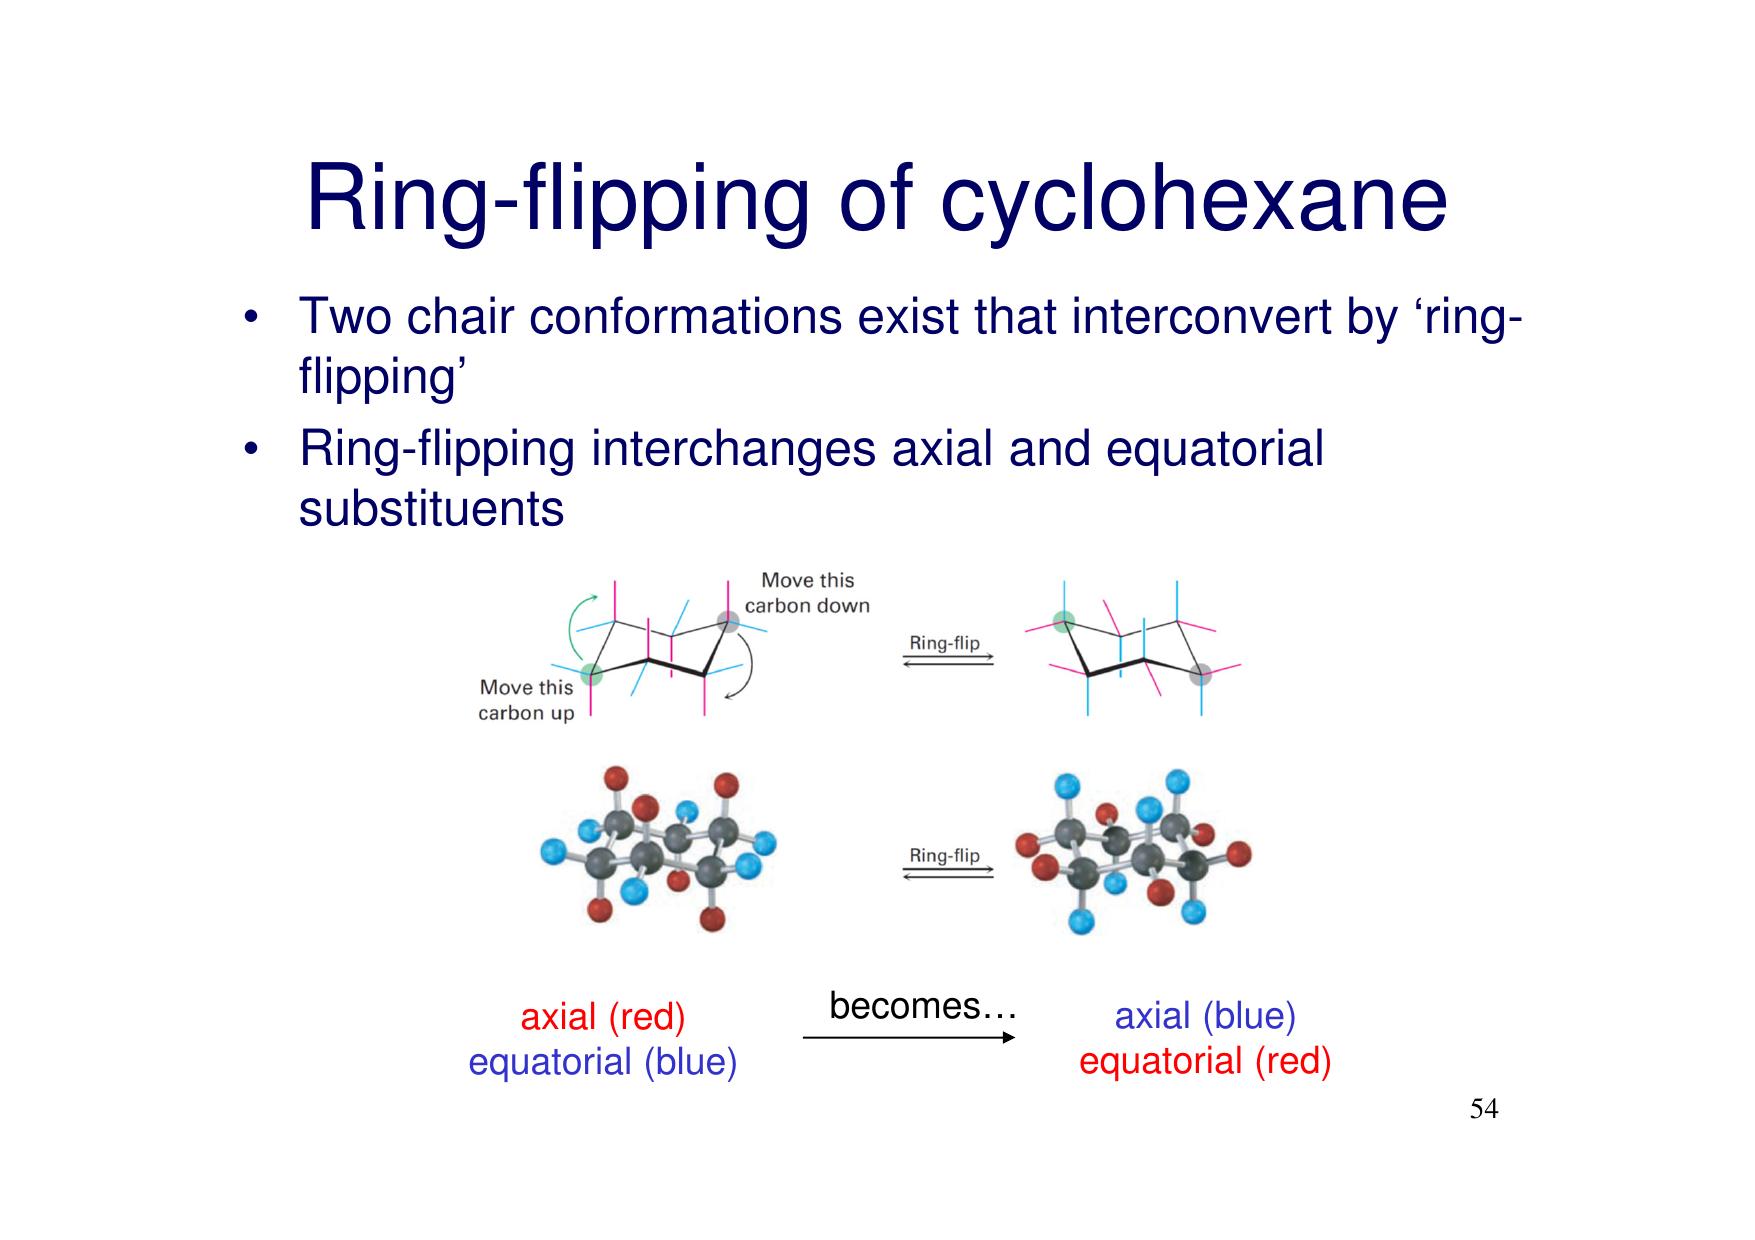 Ring-flipping of cyclohexane
• Two chair conformations exist that interconvert by ‘ring-
flipping’
• Ring-flipping interchanges axial and equatorial
substituents
Move this
carbon down
Ring-flip
Move this
carbon up
Ring-flip
axial (red)
equatorial (blue)
becomes…
axial (blue)
equatorial (red)
54